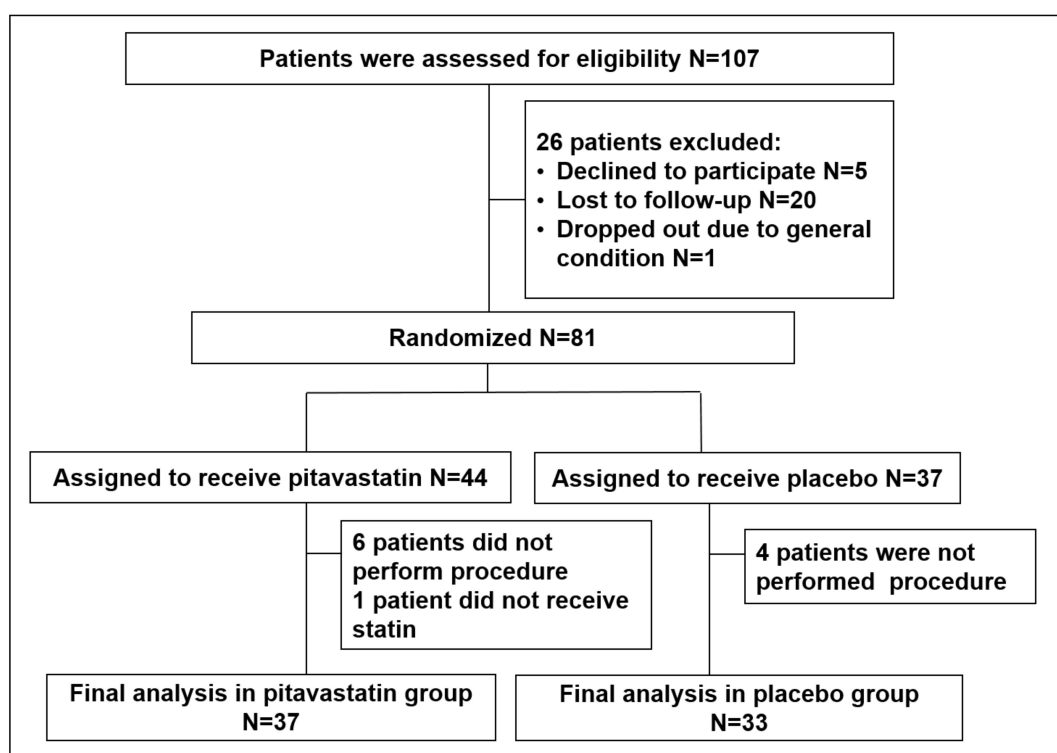 Patients were assessed for eligibility N=107
26 patients excluded:
• Declined to participate N=5
• Lost to follow-up N=20
• Dropped out due to general
condition N=1
Randomized N=81
Assigned to receive pitavastatin N=44
Assigned to receive placebo N=37
6 patients did not
perform procedure
1 patient did not receive
statin
4 patients were not
performed  procedure
Final analysis in pitavastatin group
N=37
Final analysis in placebo group
N=33